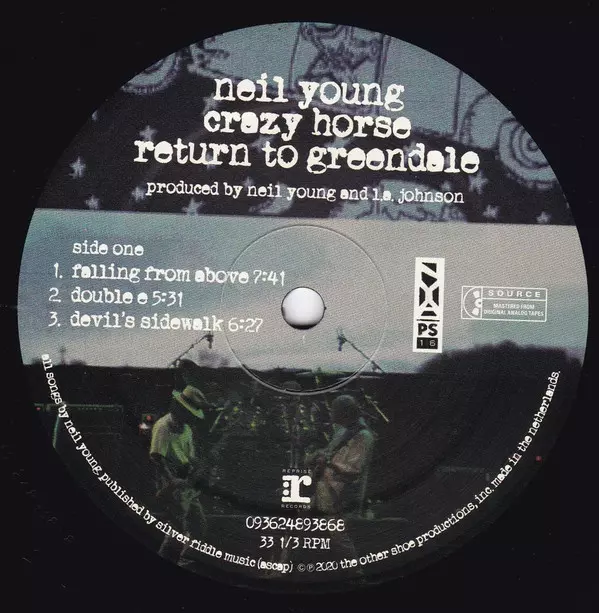 neil young
crazy horse
return to greendale
produced by neil young and l.a. johnson
side one
1. falling from above 7:41
2. double e 5:31
3. devil's sidewalk 6:27
NYA
PS
16
SOURCE
MASTERED FROM
ORIGINAL ANALOG TAPES
REPRISE
r
RECORDS
093624893868
33 1/3 RPM
all songs by neil young, published by silver fiddle music (ascap) ©℗ 2020 the other shoe productions, inc. made in the netherlands.